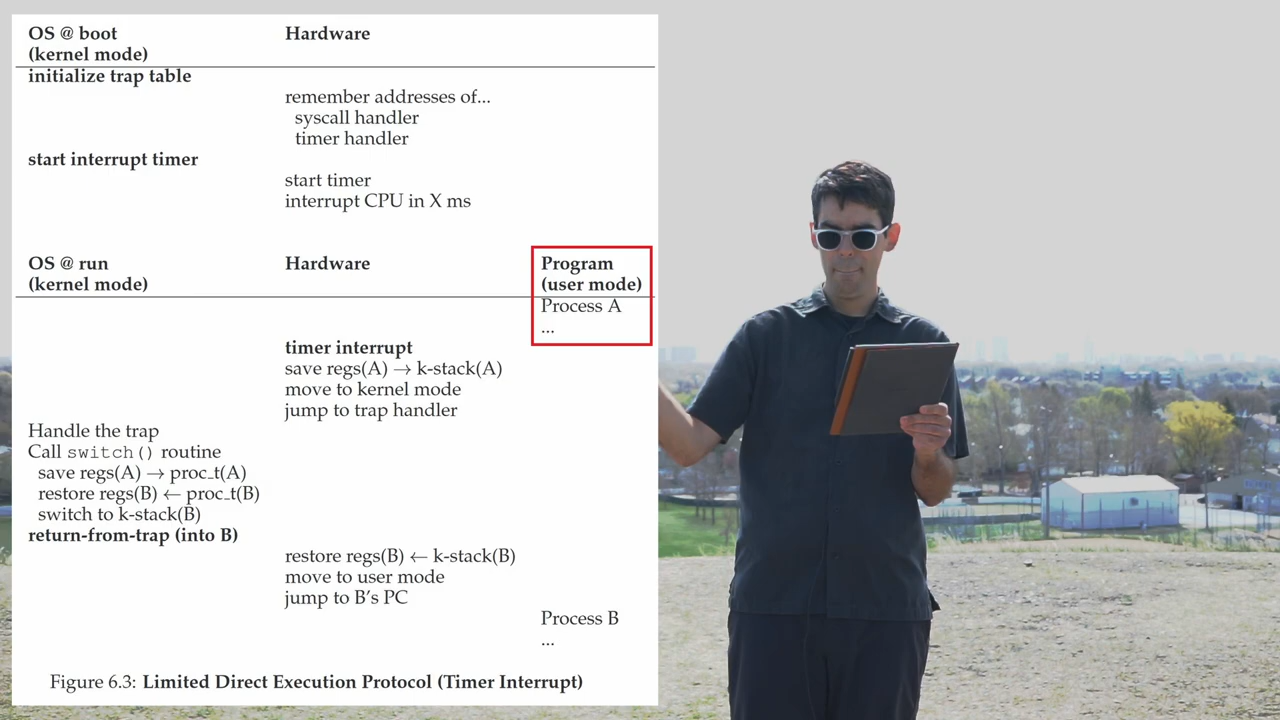 OS @ boot Hardware
(kernel mode)
initialize trap table
remember addresses of...
syscall handler
timer handler
start interrupt timer
start timer
interrupt CPU in X ms
OS @ run Hardware Program
(kernel mode) (user mode)
Process A
...
timer interrupt
save regs(A) → k-stack(A)
move to kernel mode
jump to trap handler
Handle the trap
Call switch() routine
save regs(A) → proc_t(A)
restore regs(B) ← proc_t(B)
switch to k-stack(B)
return-from-trap (into B)
restore regs(B) ← k-stack(B)
move to user mode
jump to B's PC
Process B
...
Figure 6.3: Limited Direct Execution Protocol (Timer Interrupt)